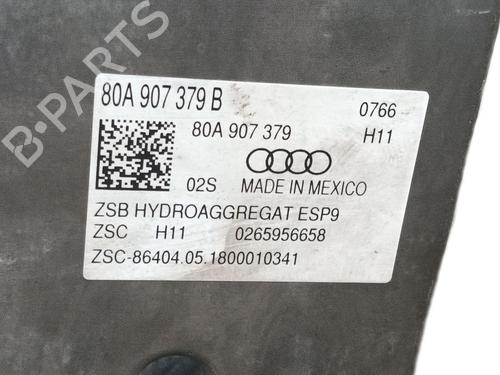 80A 907 379 B
0766
80A 907 379
H11
02S MADE IN MEXICO
ZSB HYDROAGGREGAT ESP9
ZSC H11 0265956658
ZSC-86404.05.1800010341
B-PARTS